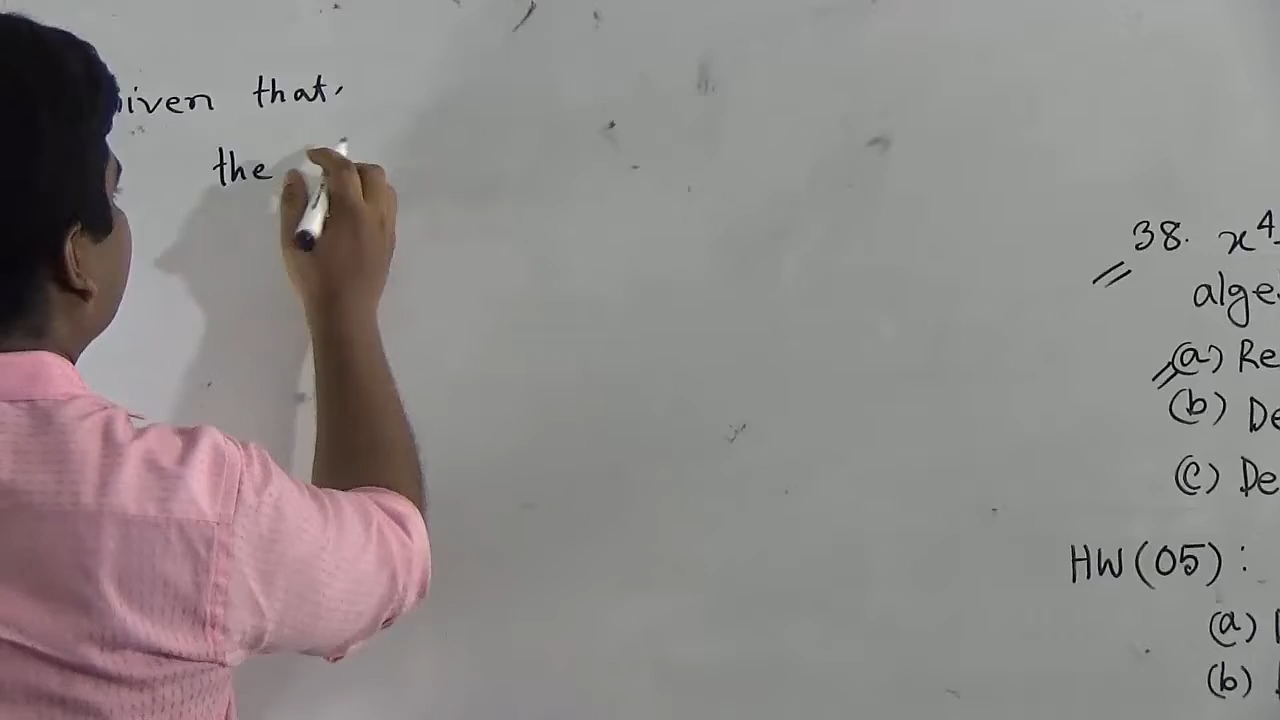 iven that,
the
38. x⁴-
alge
(a) Re
(b) De
(c) De
HW(05):
(a)
(b)